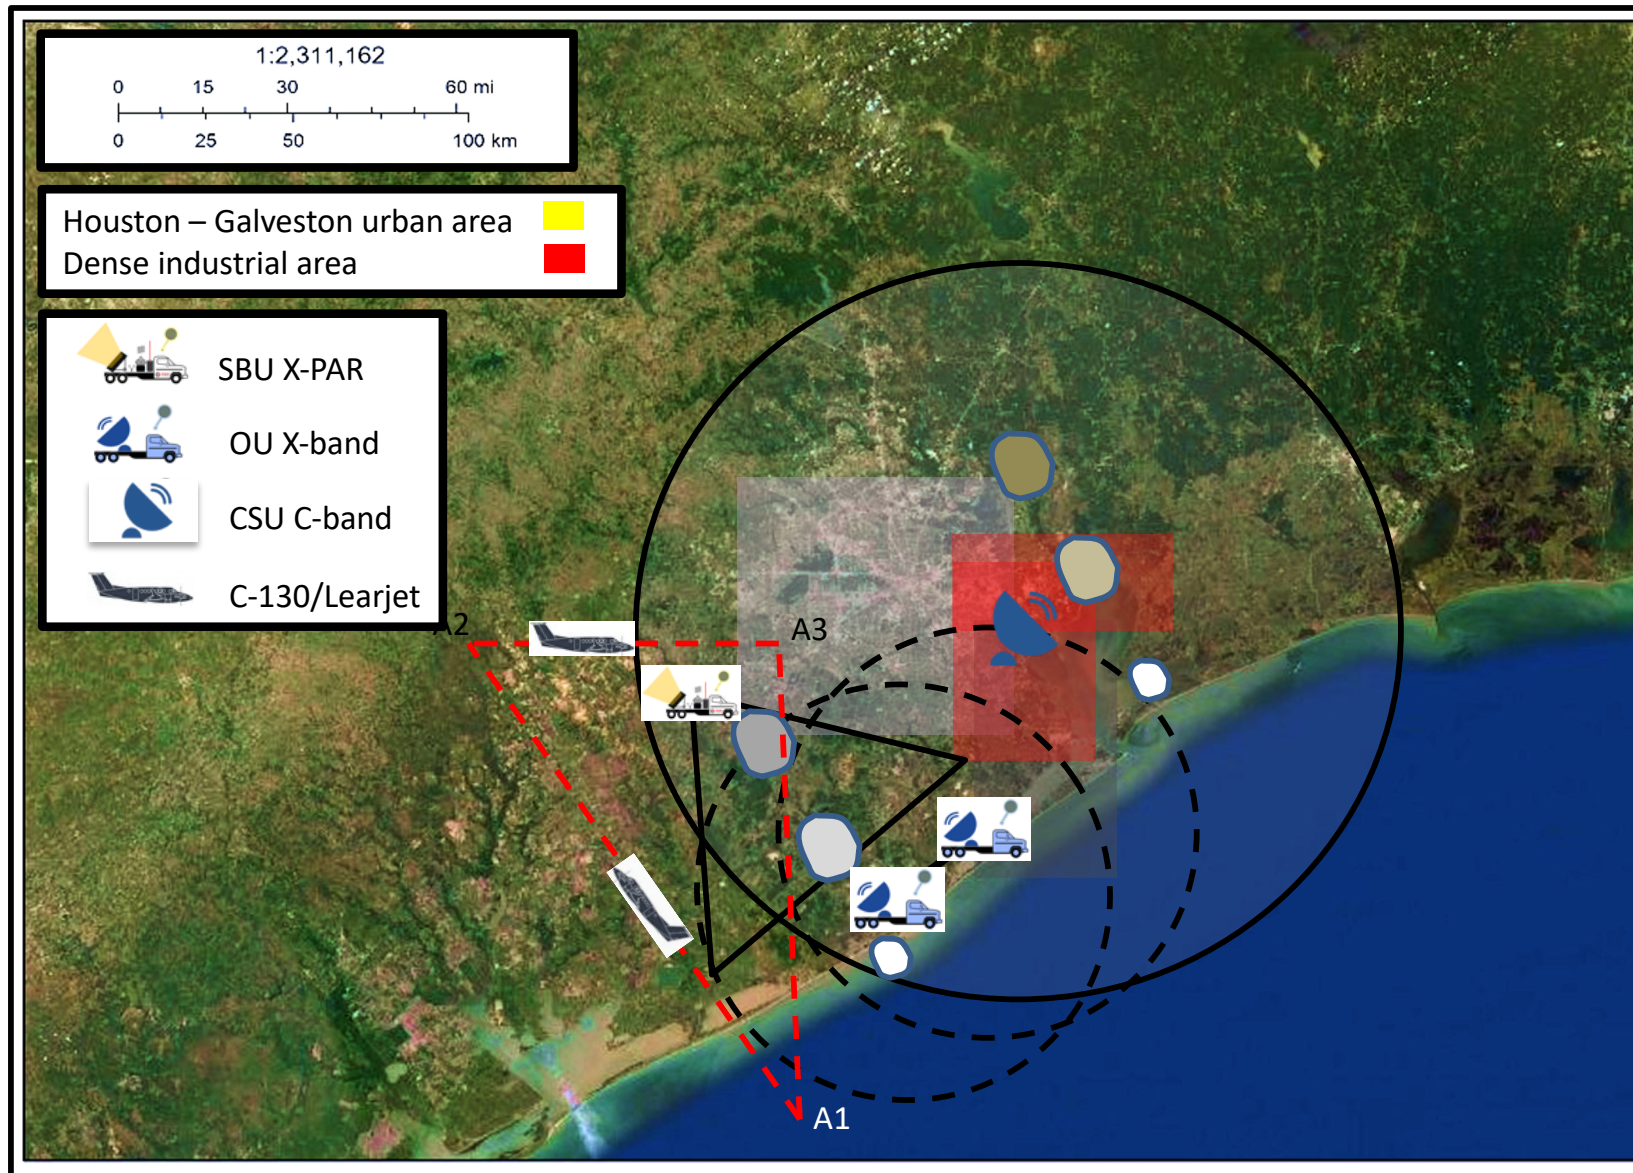 1:2,311,162
0 15 30 60 mi
0 25 50 100 km
Houston – Galveston urban area
Dense industrial area
SBU X-PAR
OU X-band
CSU C-band
C-130/Learjet
A2
A3
A1